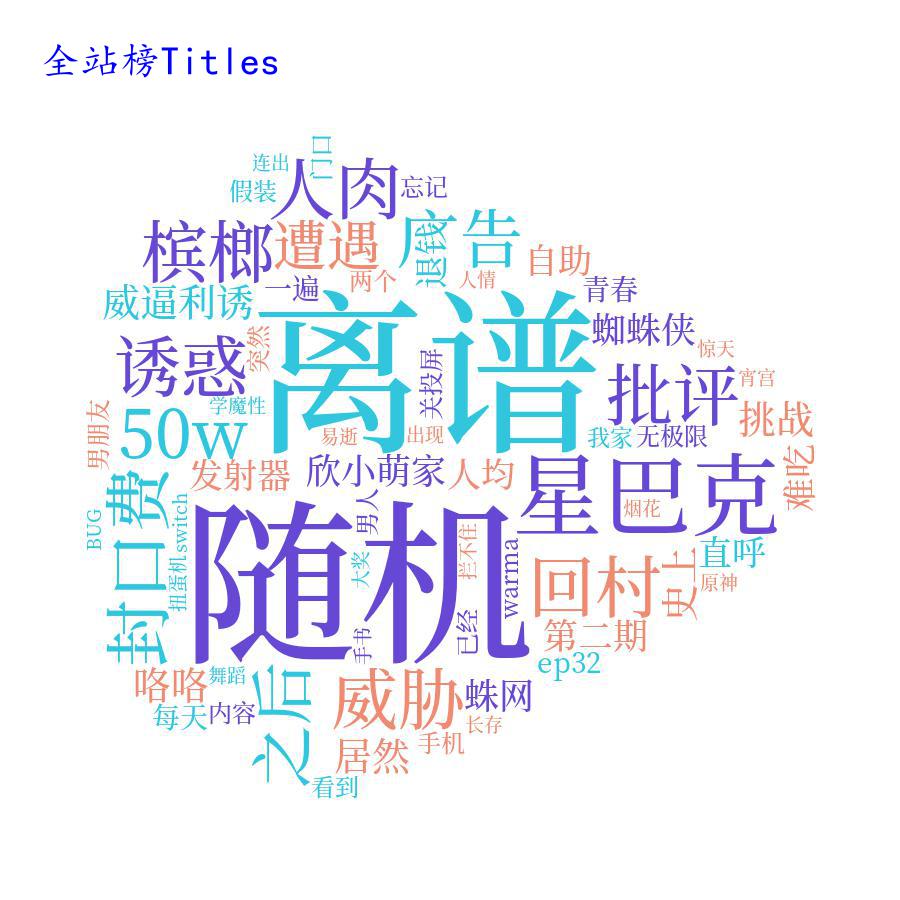 全站榜Titles
门口
连出
人肉
忘记
假装
槟榔
遭遇
广告
退钱
自助
一遍
两个
人情
青春
威逼利诱
离谱
蜘蛛侠
突然
诱惑
关投屏
惊天
批评
宵宫
男朋友
50w
学魔性
挑战
易逝
出现
我家
无极限
发射器
欣小萌家
人均
星巴克
难吃
封口费
BUG
扭蛋机switch
随机
男人
烟花
大奖
拦不住
warma
回村
史上
直呼
原神
手书
已经
第二期
ep32
咯咯
舞蹈
之后
威胁
蛛网
每天
内容
长存
居然
手机
看到